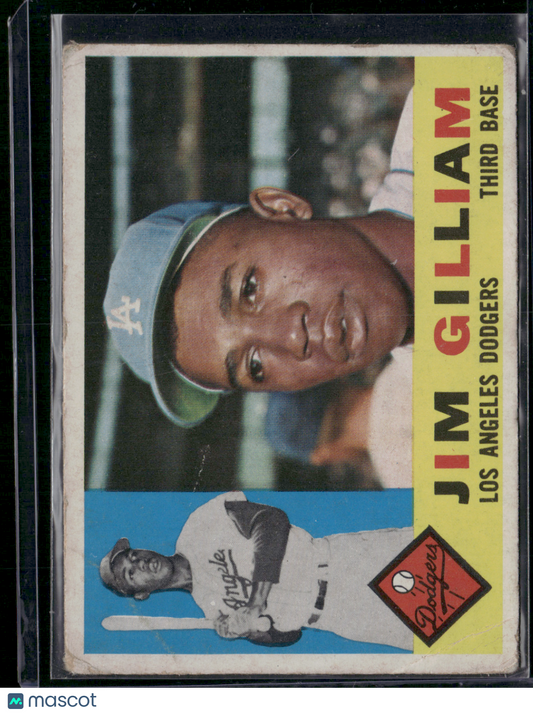 JIM GILLIAM
LOS ANGELES DODGERS THIRD BASE
Dodgers
LA
Angeles
mascot